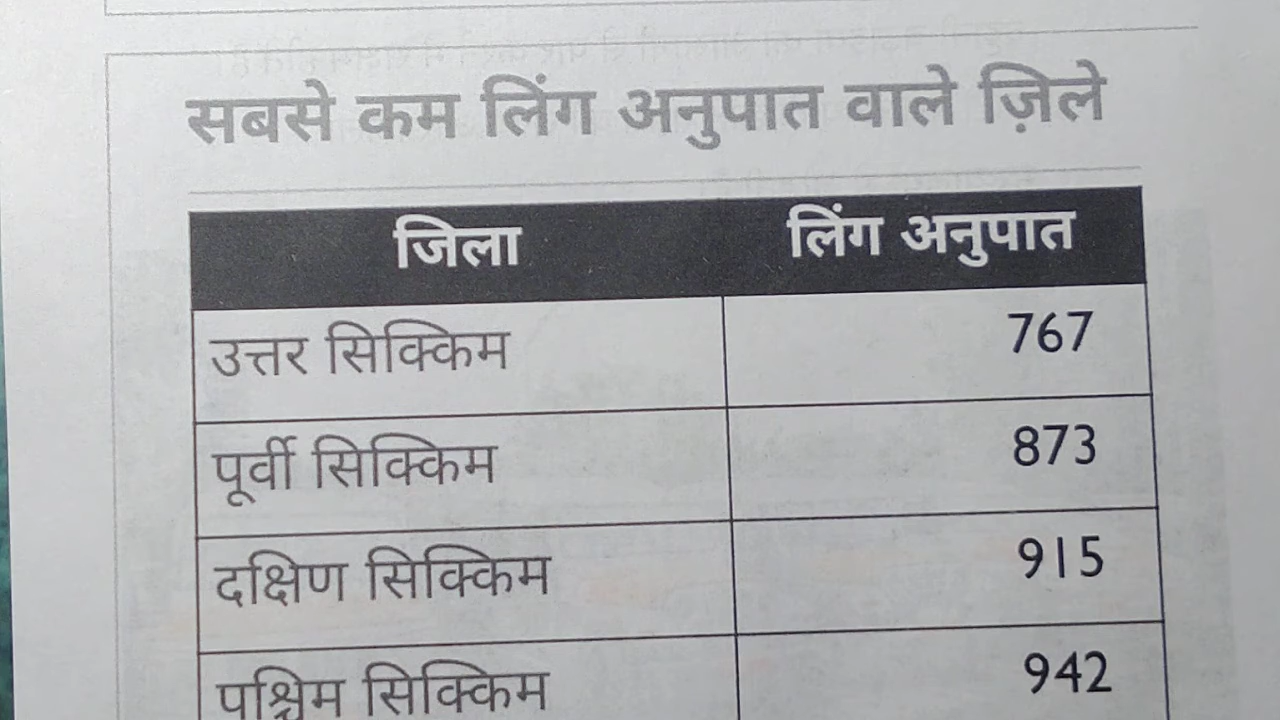 सबसे कम लिंग अनुपात वाले ज़िले
जिला लिंग अनुपात
उत्तर सिक्किम 767
पूर्वी सिक्किम 873
दक्षिण सिक्किम 915
पश्चिम सिक्किम 942